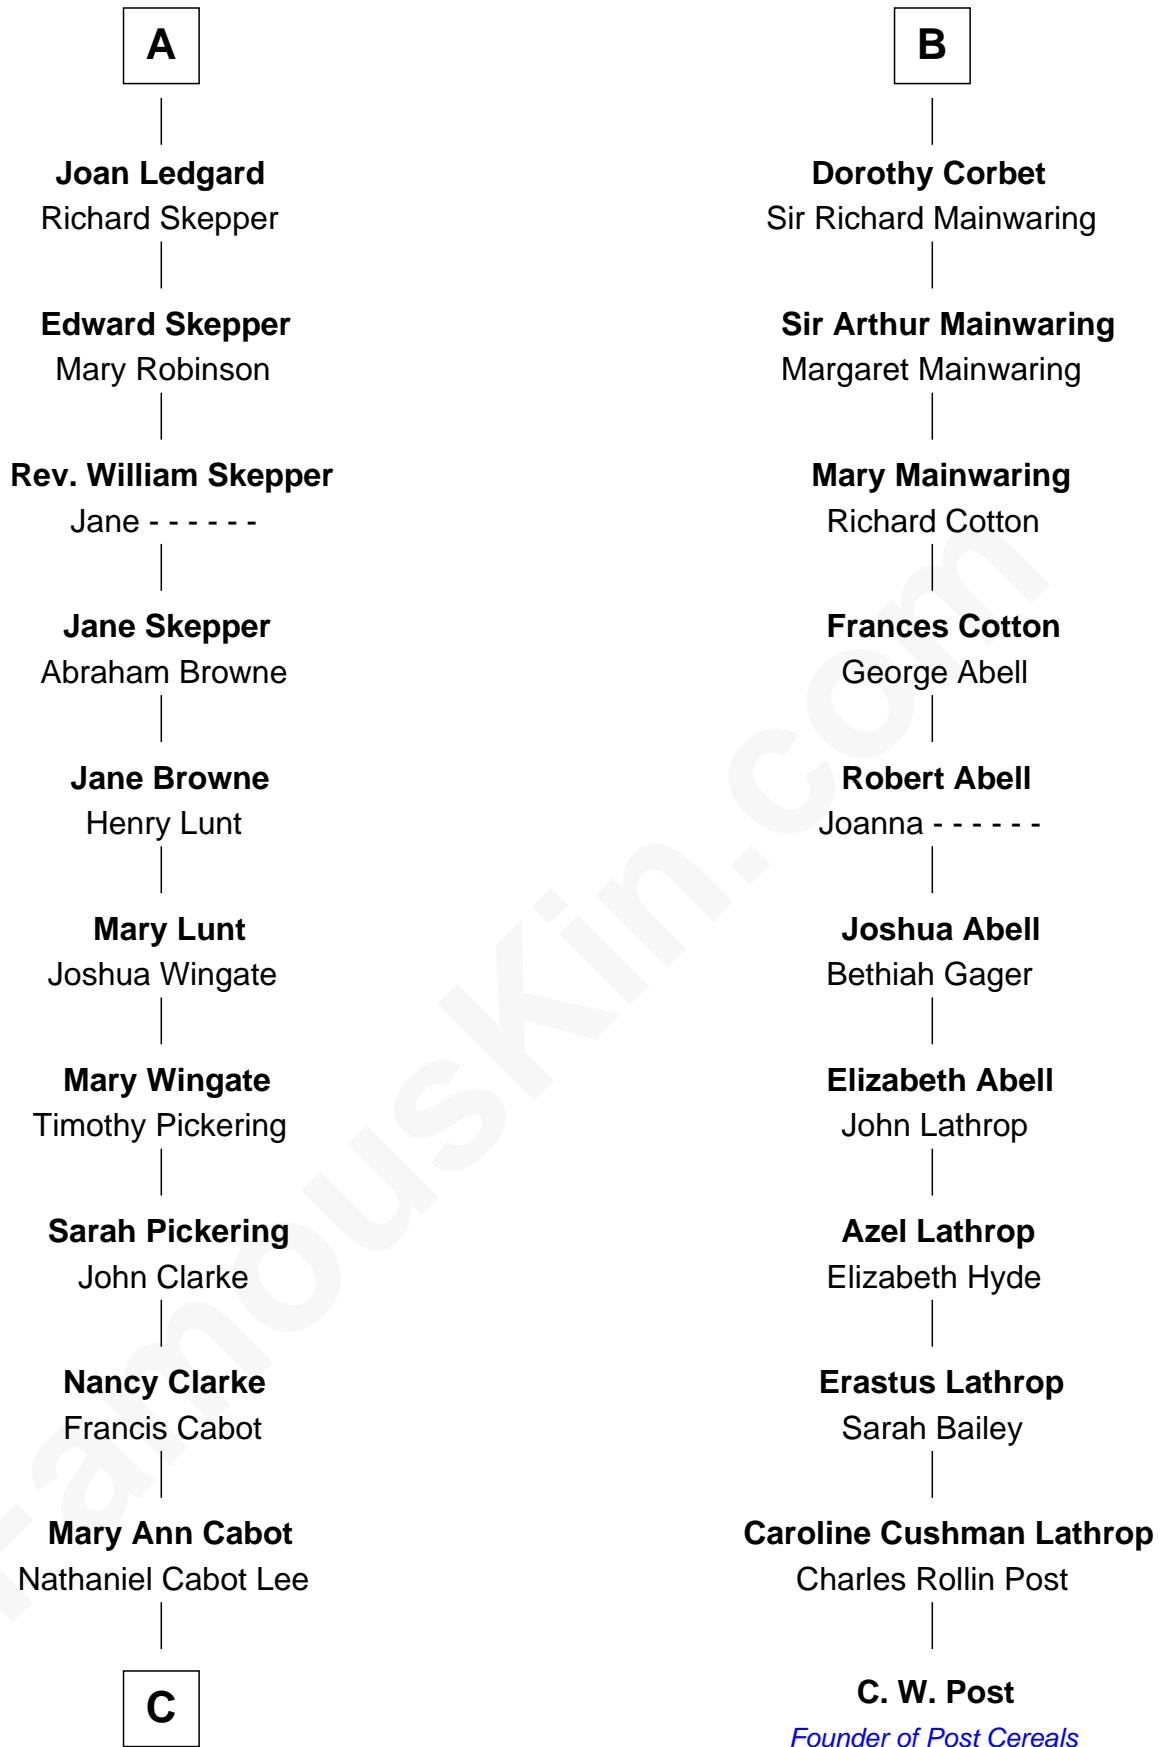 A
Joan Ledgard
Richard Skepper
Edward Skepper
Mary Robinson
Rev. William Skepper
Jane - - - - - -
Jane Skepper
Abraham Browne
Jane Browne
Henry Lunt
Mary Lunt
Joshua Wingate
Mary Wingate
Timothy Pickering
Sarah Pickering
John Clarke
Nancy Clarke
Francis Cabot
Mary Ann Cabot
Nathaniel Cabot Lee
C
B
Dorothy Corbet
Sir Richard Mainwaring
Sir Arthur Mainwaring
Margaret Mainwaring
Mary Mainwaring
Richard Cotton
Frances Cotton
George Abell
Robert Abell
Joanna - - - - - -
Joshua Abell
Bethiah Gager
Elizabeth Abell
John Lathrop
Azel Lathrop
Elizabeth Hyde
Erastus Lathrop
Sarah Bailey
Caroline Cushman Lathrop
Charles Rollin Post
C. W. Post
Founder of Post Cereals
FamousKin.com